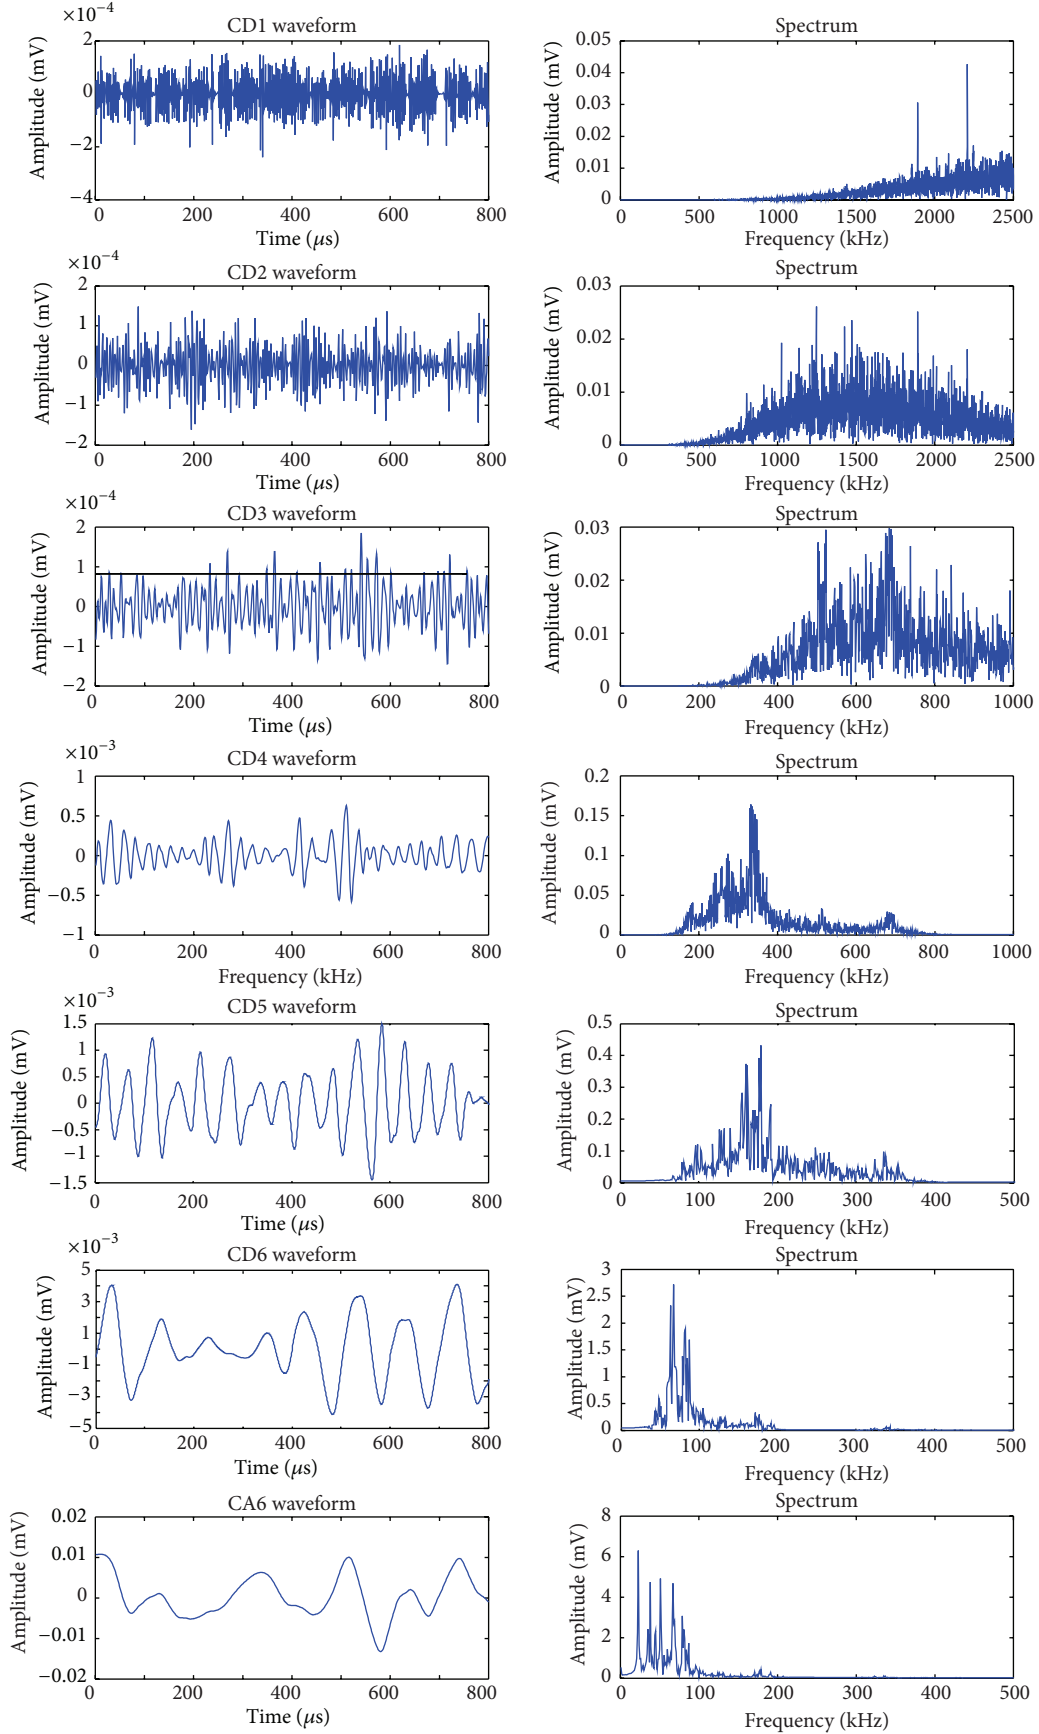 ×10−4
CD1 waveform
Spectrum
Amplitude (mV)
2
0
−2
−4
0 200 400 600 800
Time (μs)
Amplitude (mV)
0.05
0.04
0.03
0.02
0.01
0
0 500 1000 1500 2000 2500
Frequency (kHz)
×10−4
CD2 waveform
Spectrum
Amplitude (mV)
2
1
0
−1
−2
0 200 400 600 800
Time (μs)
Amplitude (mV)
0.03
0.02
0.01
0
0 500 1000 1500 2000 2500
Frequency (kHz)
×10−4
CD3 waveform
Spectrum
Amplitude (mV)
2
1
0
−1
−2
0 200 400 600 800
Time (μs)
Amplitude (mV)
0.03
0.02
0.01
0
0 200 400 600 800 1000
Frequency (kHz)
×10−3
CD4 waveform
Spectrum
Amplitude (mV)
1
0.5
0
−0.5
−1
0 200 400 600 800
Frequency (kHz)
Amplitude (mV)
0.2
0.15
0.1
0.05
0
0 200 400 600 800 1000
Frequency (kHz)
×10−3
CD5 waveform
Spectrum
Amplitude (mV)
1.5
1
0.5
0
−0.5
−1
−1.5
0 200 400 600 800
Time (μs)
Amplitude (mV)
0.5
0.4
0.3
0.2
0.1
0
0 100 200 300 400 500
Frequency (kHz)
×10−3
CD6 waveform
Spectrum
Amplitude (mV)
5
3
1
−1
−3
−5
0 200 400 600 800
Time (μs)
Amplitude (mV)
3
2.5
2
1.5
1
0.5
0
0 100 200 300 400 500
Frequency (kHz)
CA6 waveform
Spectrum
Amplitude (mV)
0.02
0.01
0
−0.01
−0.02
0 200 400 600 800
Time (μs)
Amplitude (mV)
8
6
4
2
0
0 100 200 300 400 500
Frequency (kHz)